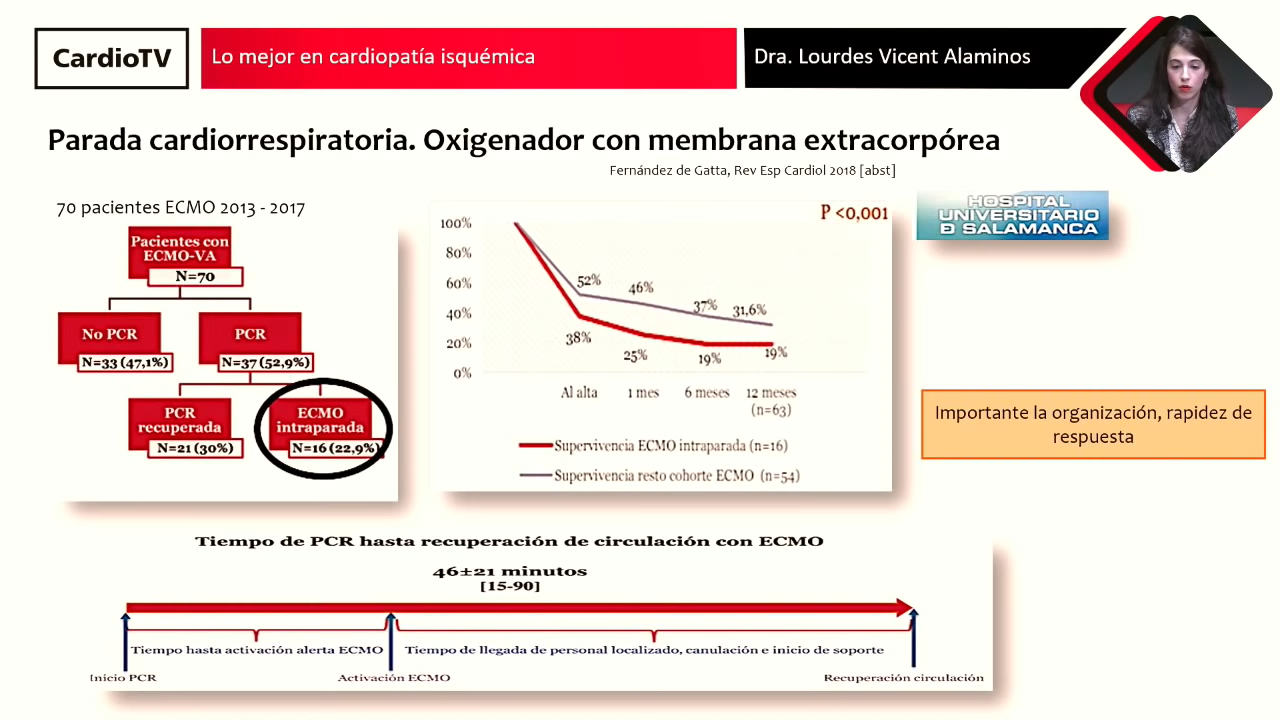 CardioTV
Lo mejor en cardiopatía isquémica
Dra. Lourdes Vicent Alaminos
Parada cardiorrespiratoria. Oxigenador con membrana extracorpórea
Fernández de Gatta, Rev Esp Cardiol 2018 [abst]
70 pacientes ECMO 2013 - 2017
Pacientes con
ECMO-VA
N=70
No PCR
N=33 (47,1%)
PCR
N=37 (52,9%)
PCR
recuperada
N=21 (30%)
ECMO
intraparada
N=16 (22,9%)
P <0,001
100%
80%
60%
40%
20%
0%
52%
46%
37%
31,6%
38%
25%
19%
19%
Al alta
1 mes
6 meses
12 meses
(n=63)
Supervivencia ECMO intraparada (n=16)
Supervivencia resto cohorte ECMO (n=54)
HOSPITAL
UNIVERSITARIO
Đ SALAMANCA
Importante la organización, rapidez de
respuesta
Tiempo de PCR hasta recuperación de circulación con ECMO
46±21 minutos
[15-90]
Tiempo hasta activación alerta ECMO
Tiempo de llegada de personal localizado, canulación e inicio de soporte
Inicio PCR
Activación ECMO
Recuperación circulación